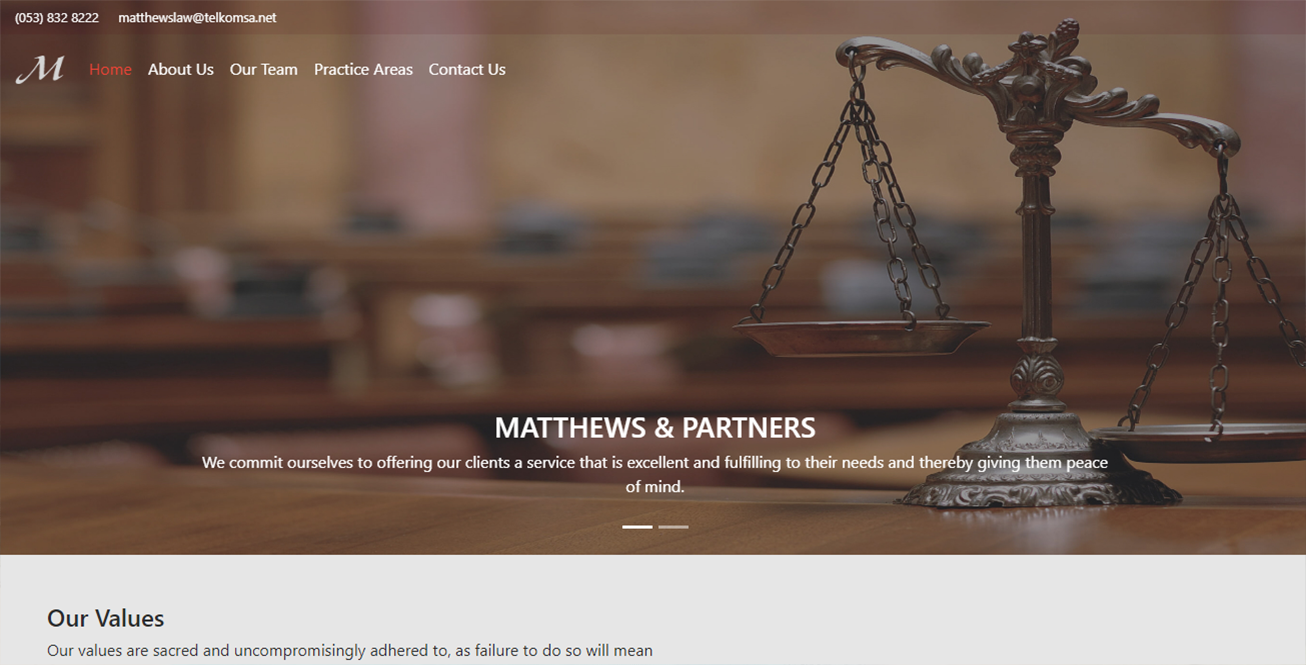 (053) 832 8222 matthewslaw@telkomsa.net
M Home About Us Our Team Practice Areas Contact Us
MATTHEWS & PARTNERS
We commit ourselves to offering our clients a service that is excellent and fulfilling to their needs and thereby giving them peace
of mind.
Our Values
Our values are sacred and uncompromisingly adhered to, as failure to do so will mean